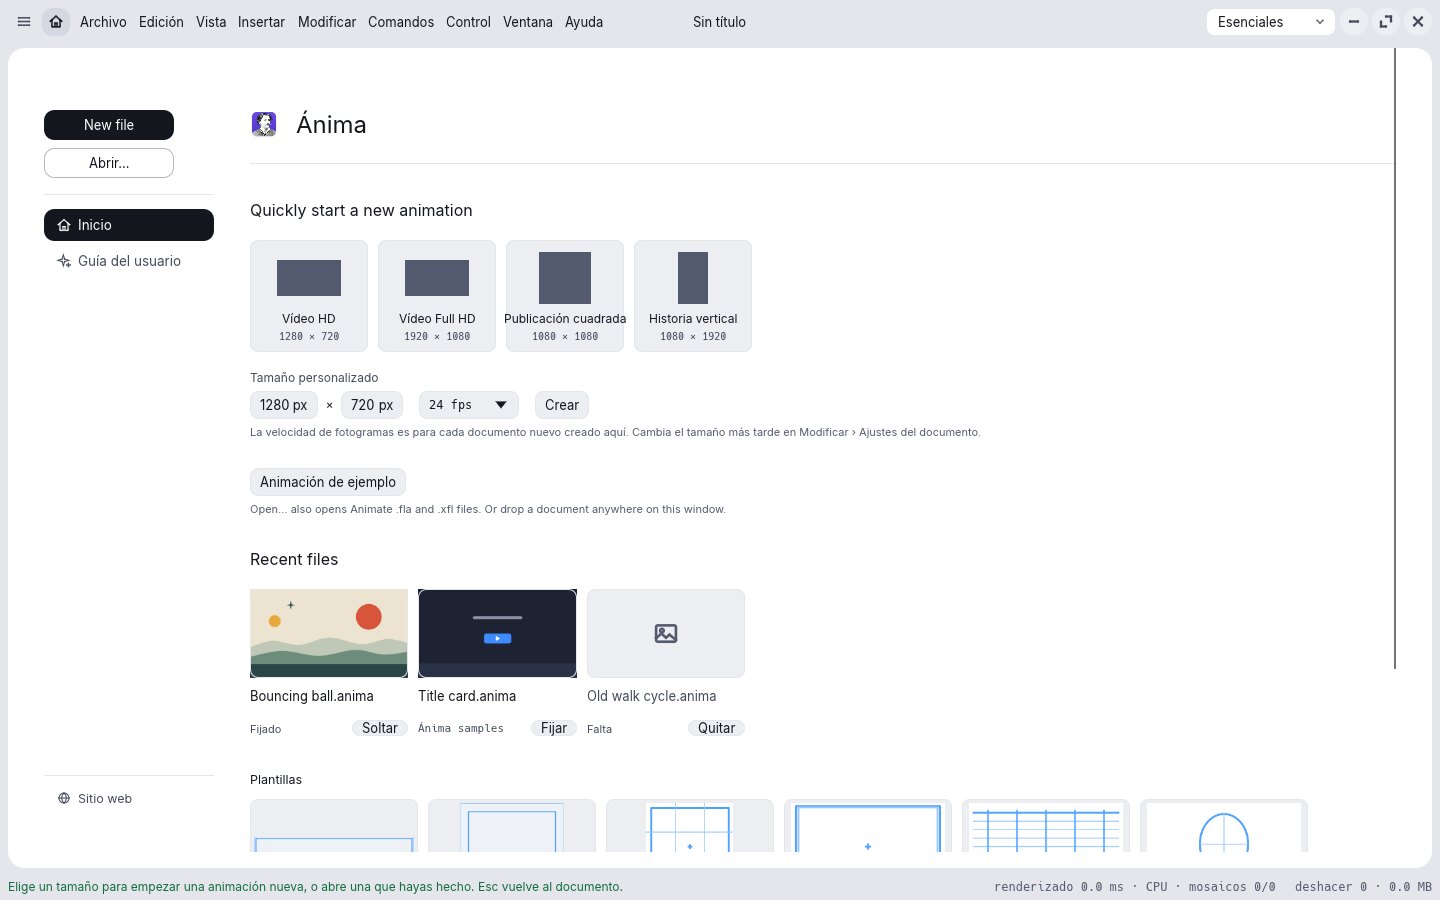 Archivo Edición Vista Insertar Modificar Comandos Control Ventana Ayuda Sin título Esenciales
New file
Abrir...
Inicio
Guía del usuario
Sitio web
Ánima
Quickly start a new animation
Vídeo HD
1280 × 720
Vídeo Full HD
1920 × 1080
Publicación cuadrada
1080 × 1080
Historia vertical
1080 × 1920
Tamaño personalizado
1280 px × 720 px 24 fps Crear
La velocidad de fotogramas es para cada documento nuevo creado aquí. Cambia el tamaño más tarde en Modificar › Ajustes del documento.
Animación de ejemplo
Open... also opens Animate .fla and .xfl files. Or drop a document anywhere on this window.
Recent files
Bouncing ball.anima
Fijado Soltar
Title card.anima
Ánima samples Fijar
Old walk cycle.anima
Falta Quitar
Plantillas
Elige un tamaño para empezar una animación nueva, o abre una que hayas hecho. Esc vuelve al documento.
renderizado 0.0 ms · CPU · mosaicos 0/0 deshacer 0 · 0.0 MB